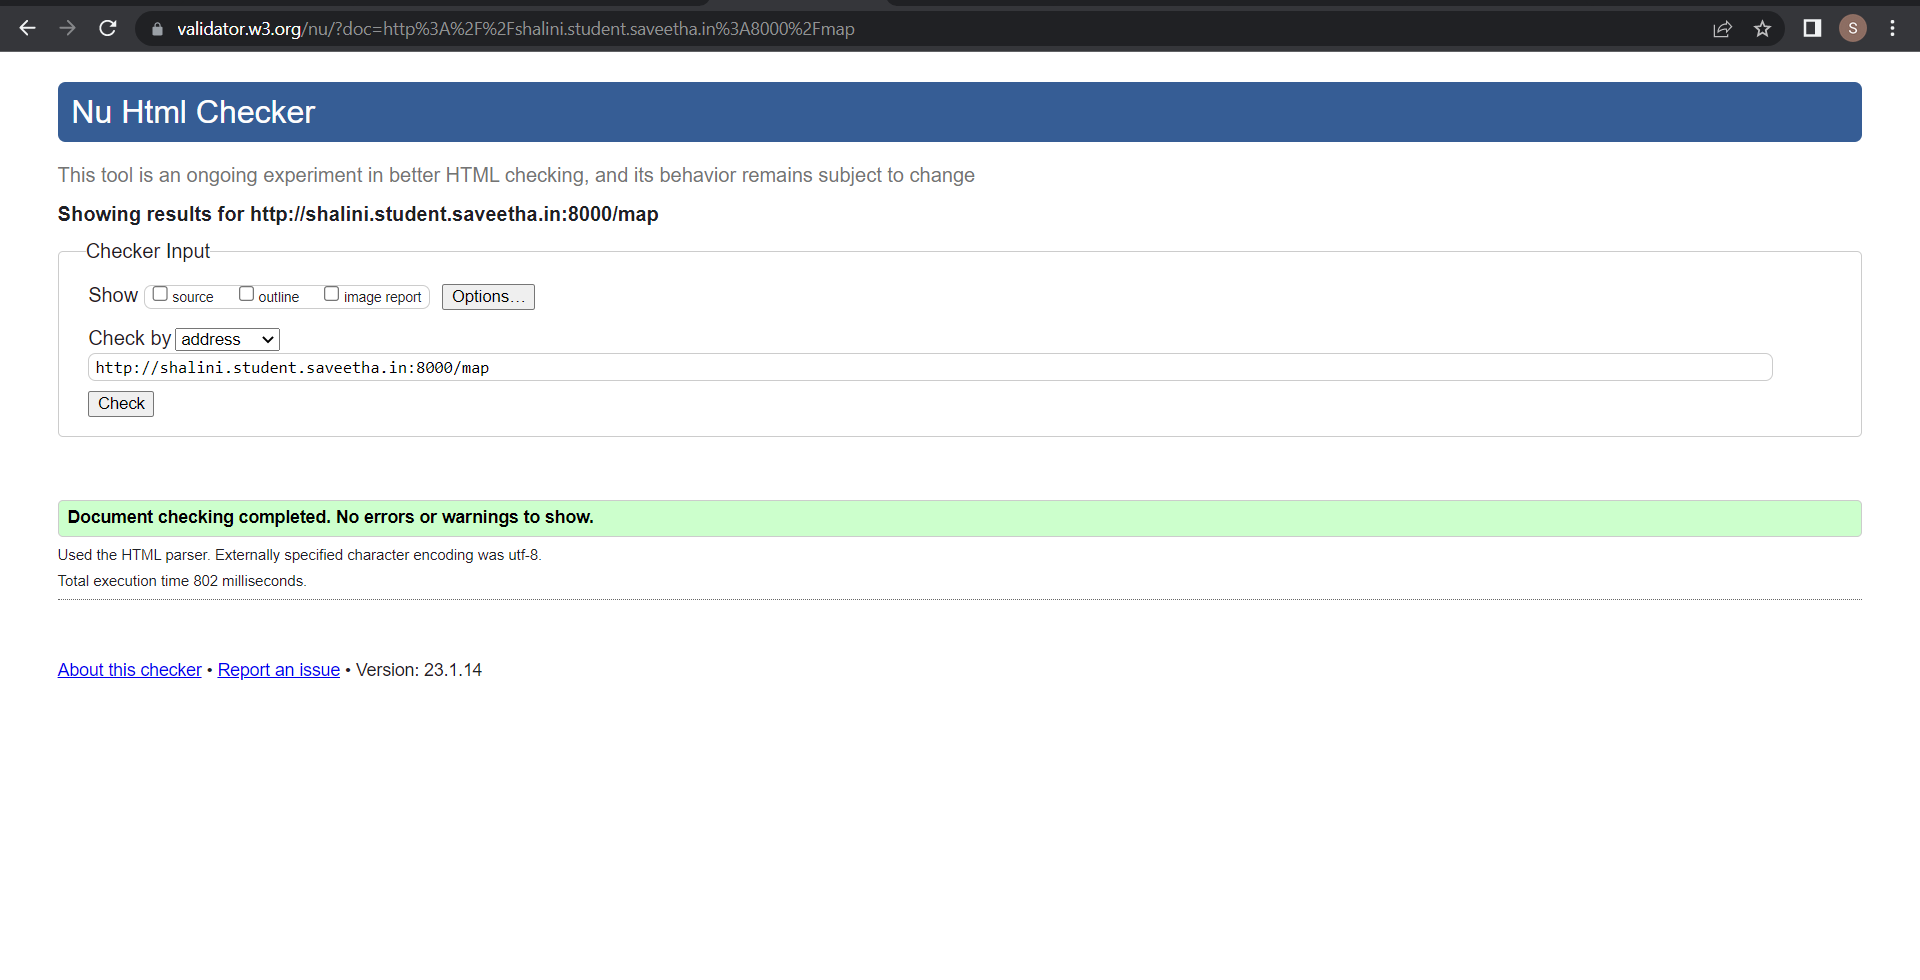 validator.w3.org/nu/?doc=http%3A%2F%2Fshalini.student.saveetha.in%3A8000%2Fmap
S
Nu Html Checker
This tool is an ongoing experiment in better HTML checking, and its behavior remains subject to change
Showing results for http://shalini.student.saveetha.in:8000/map
Checker Input
Show source outline image report Options...
Check by address
http://shalini.student.saveetha.in:8000/map
Check
Document checking completed. No errors or warnings to show.
Used the HTML parser. Externally specified character encoding was utf-8.
Total execution time 802 milliseconds.
About this checker • Report an issue • Version: 23.1.14